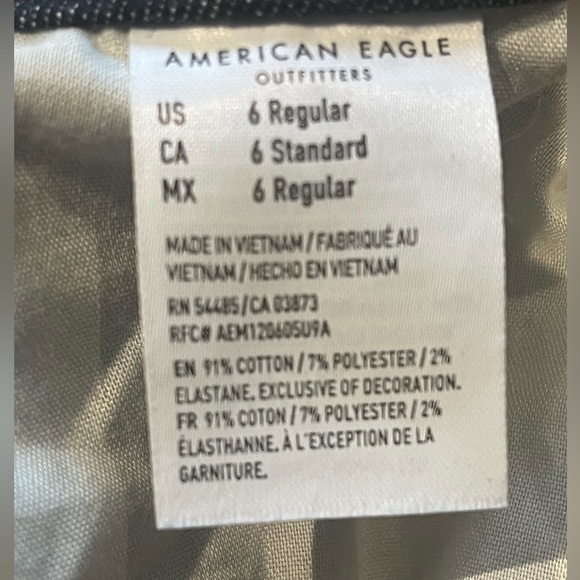 AMERICAN EAGLE
OUTFITTERS
US 6 Regular
CA 6 Standard
MX 6 Regular
MADE IN VIETNAM / FABRIQUÉ AU
VIETNAM / HECHO EN VIETNAM
RN 54485/CA 03873
RFC# AEM120605U9A
EN 91% COTTON / 7% POLYESTER / 2%
ELASTANE. EXCLUSIVE OF DECORATION.
FR 91% COTON / 7% POLYESTER / 2%
ÉLASTHANNE. À L'EXCEPTION DE LA
GARNITURE.